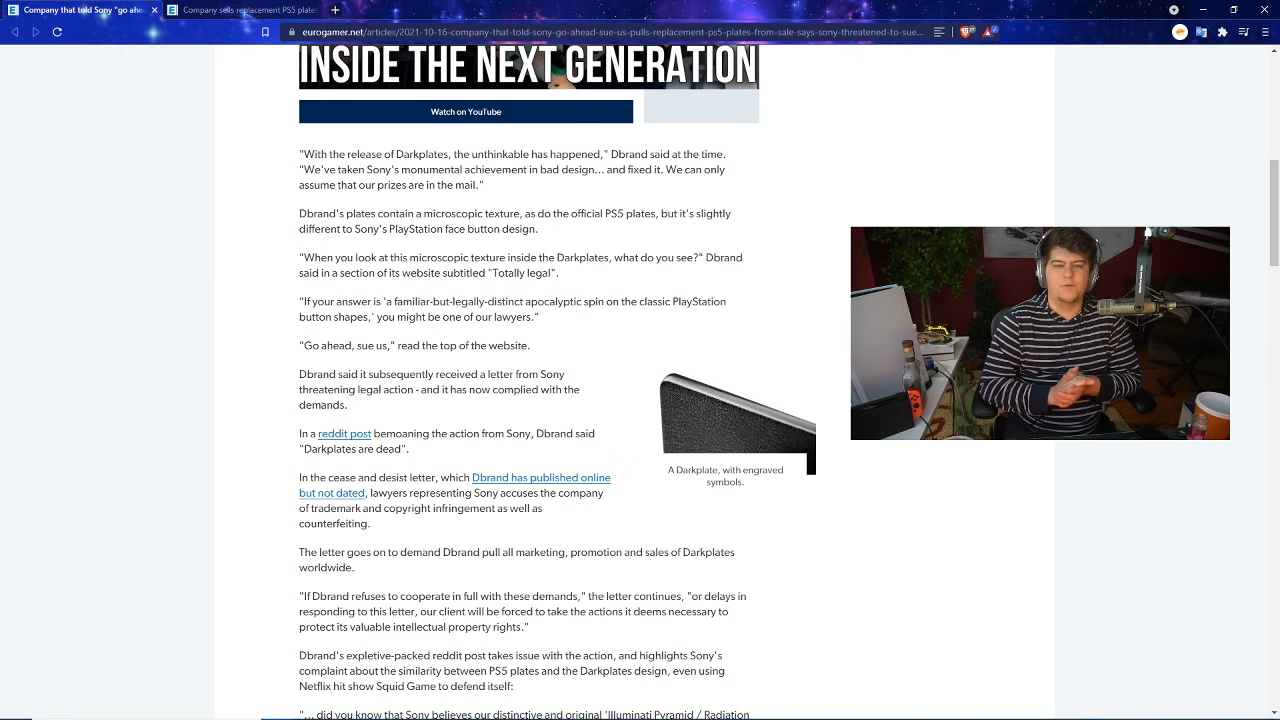 Company that told Sony "go ahe
Company sells replacement PS5 plate
eurogamer.net/articles/2021-10-16-company-that-told-sony-go-ahead-sue-us-pulls-replacement-ps5-plates-from-sale-says-sony-threatened-to-sue...
INSIDE THE NEXT GENERATION
Watch on YouTube
"With the release of Darkplates, the unthinkable has happened," Dbrand said at the time.
"We've taken Sony's monumental achievement in bad design... and fixed it. We can only
assume that our prizes are in the mail."
Dbrand's plates contain a microscopic texture, as do the official PS5 plates, but it's slightly
different to Sony's PlayStation face button design.
"When you look at this microscopic texture inside the Darkplates, what do you see?" Dbrand
said in a section of its website subtitled "Totally legal".
"If your answer is 'a familiar-but-legally-distinct apocalyptic spin on the classic PlayStation
button shapes,' you might be one of our lawyers."
"Go ahead, sue us," read the top of the website.
Dbrand said it subsequently received a letter from Sony
threatening legal action - and it has now complied with the
demands.
In a reddit post bemoaning the action from Sony, Dbrand said
"Darkplates are dead".
A Darkplate, with engraved
symbols.
In the cease and desist letter, which Dbrand has published online
but not dated, lawyers representing Sony accuses the company
of trademark and copyright infringement as well as
counterfeiting.
The letter goes on to demand Dbrand pull all marketing, promotion and sales of Darkplates
worldwide.
"If Dbrand refuses to cooperate in full with these demands," the letter continues, "or delays in
responding to this letter, our client will be forced to take the actions it deems necessary to
protect its valuable intellectual property rights."
Dbrand's expletive-packed reddit post takes issue with the action, and highlights Sony's
complaint about the similarity between PS5 plates and the Darkplates design, even using
Netflix hit show Squid Game to defend itself:
"... did you know that Sony believes our distinctive and original 'Illuminati Pyramid / Radiation